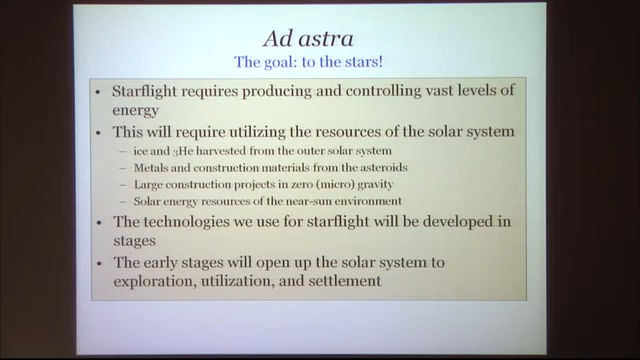 Ad astra
The goal: to the stars!
• Starflight requires producing and controlling vast levels of
energy
• This will require utilizing the resources of the solar system
– ice and 3He harvested from the outer solar system
– Metals and construction materials from the asteroids
– Large construction projects in zero (micro) gravity
– Solar energy resources of the near-sun environment
• The technologies we use for starflight will be developed in
stages
• The early stages will open up the solar system to
exploration, utilization, and settlement